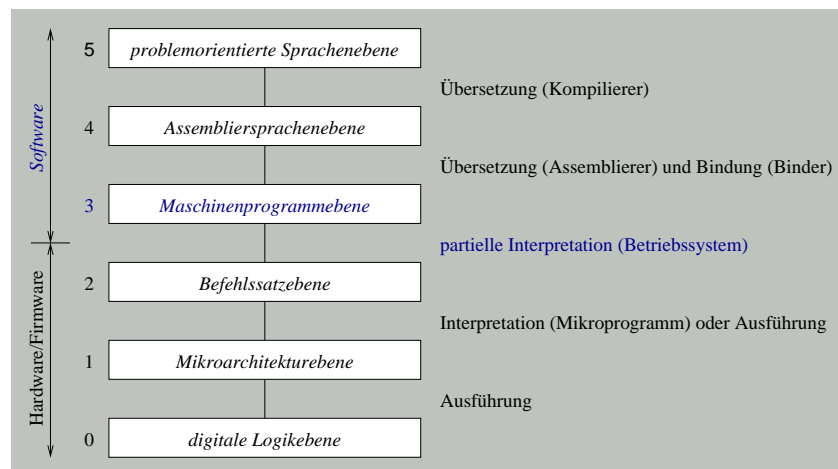 5 problemorientierte Sprachenebene
Übersetzung (Kompilierer)
4 Assembliersprachenebene
Übersetzung (Assemblierer) und Bindung (Binder)
3 Maschinenprogrammebene
partielle Interpretation (Betriebssystem)
2 Befehlssatzebene
Interpretation (Mikroprogramm) oder Ausführung
1 Mikroarchitekturebene
Ausführung
0 digitale Logikebene
Software
Hardware/Firmware